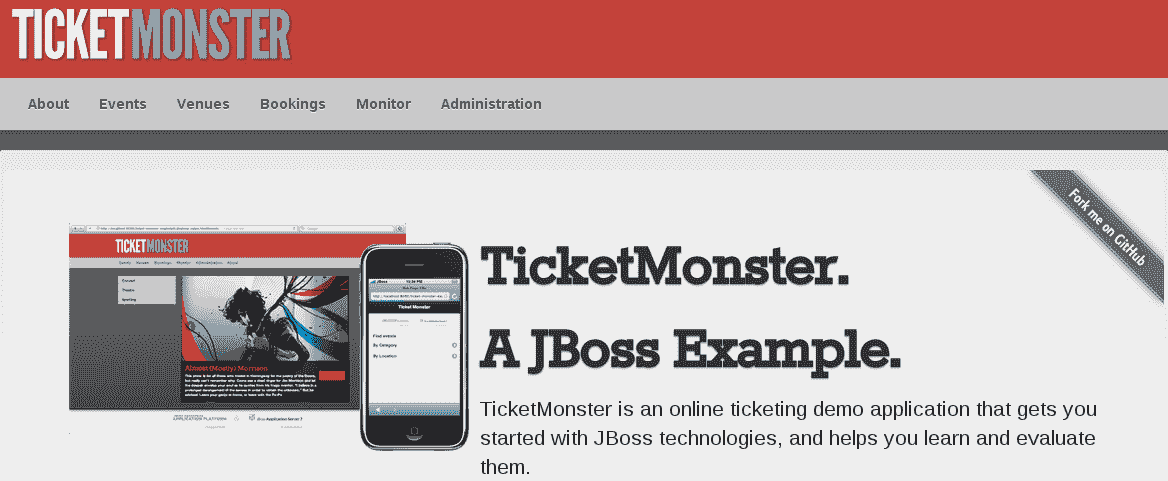 TICKETMONSTER
About Events Venues Bookings Monitor Administration
Fork me on GitHub
TICKETMONSTER
Almost (Mostly) Morrison
JBoss
Ticket Monster
Find events
By Category
By Location
TicketMonster.
A JBoss Example.
TicketMonster is an online ticketing demo application that gets you
started with JBoss technologies, and helps you learn and evaluate
them.